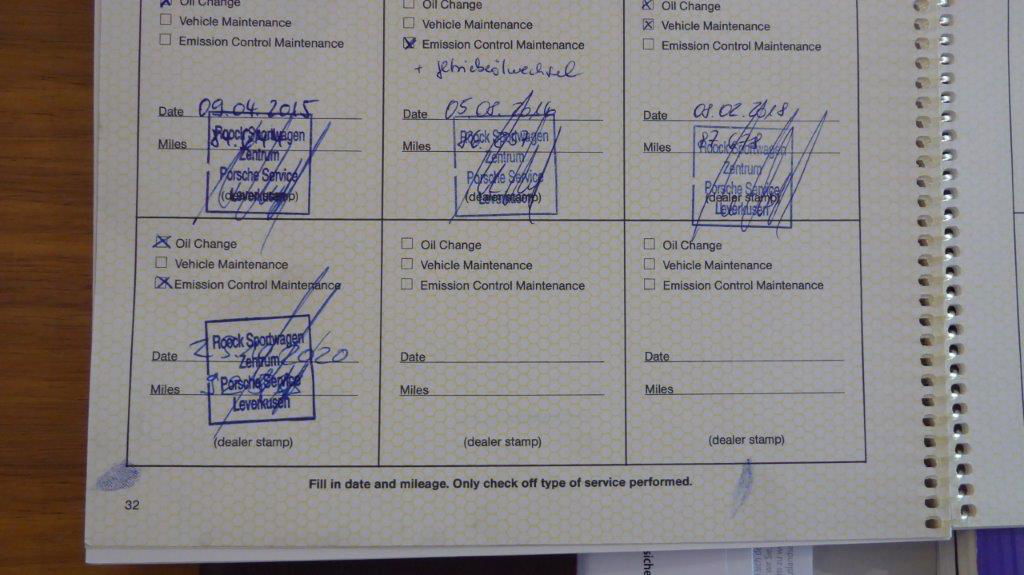 Oil Change
Vehicle Maintenance
Emission Control Maintenance
Date 09.04.2015
Miles
Roock Sportwagen
Zentrum
Porsche Service
Leverkusen
(dealer stamp)
Oil Change
Vehicle Maintenance
Emission Control Maintenance
+ Getriebeölwechsel
Date
Miles
Roock Sportwagen
Zentrum
Porsche Service
Leverkusen
(dealer stamp)
Oil Change
Vehicle Maintenance
Emission Control Maintenance
Date 08.02.2018
Miles
Roock Sportwagen
Zentrum
Porsche Service
Leverkusen
(dealer stamp)
Oil Change
Vehicle Maintenance
Emission Control Maintenance
Roock Sportwagen
Zentrum
Date
Porsche Service
Miles
Leverkusen
(dealer stamp)
Oil Change
Vehicle Maintenance
Emission Control Maintenance
Date
Miles
(dealer stamp)
Oil Change
Vehicle Maintenance
Emission Control Maintenance
Date
Miles
(dealer stamp)
Fill in date and mileage. Only check off type of service performed.
32